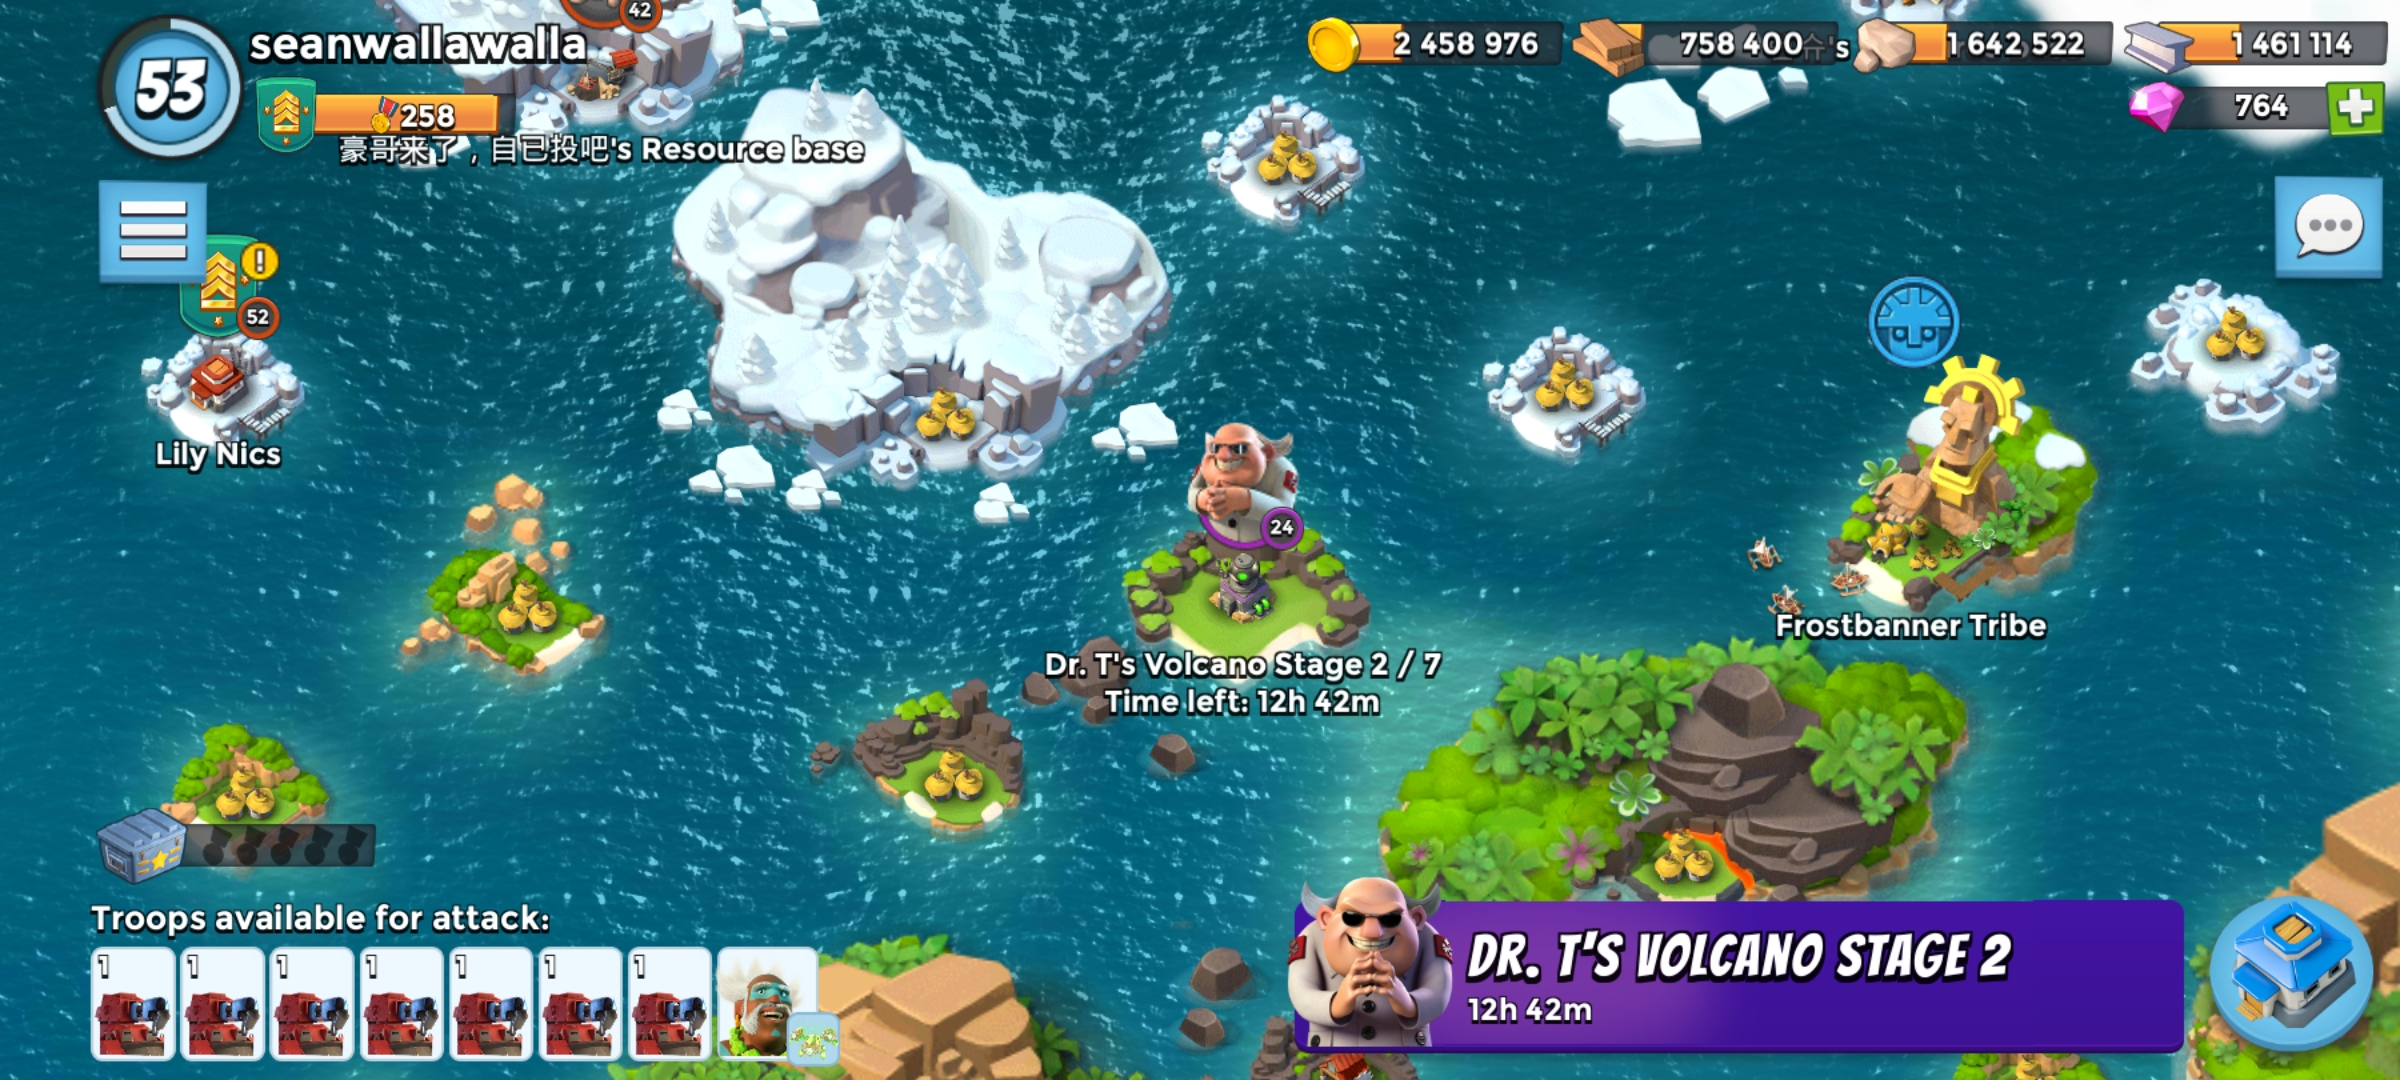 42
53
seanwallawalla
2 458 976
758 400
's
1 642 522
1 461 114
258
764
豪哥来了，自已投吧's Resource base
52
Lily Nics
24
Dr. T's Volcano Stage 2 / 7
Time left: 12h 42m
Frostbanner Tribe
Troops available for attack:
1 1 1 1 1 1 1
DR. T'S VOLCANO STAGE 2
12h 42m